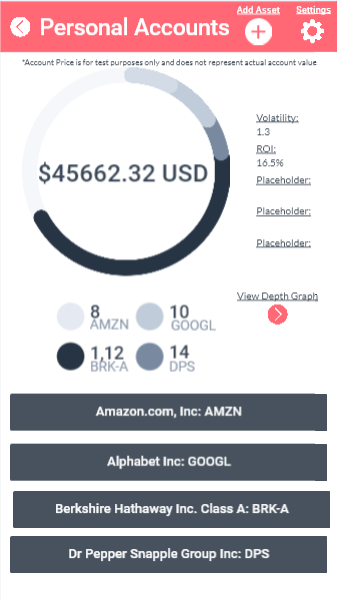 Add Asset
Settings
Personal Accounts
*Account Price is for test purposes only and does not represent actual account value
$45662.32 USD
Volatility:
1.3
ROI:
16.5%
Placeholder:
Placeholder:
Placeholder:
View Depth Graph
8
AMZN
10
GOOGL
1,12
BRK-A
14
DPS
Amazon.com, Inc: AMZN
Alphabet Inc: GOOGL
Berkshire Hathaway Inc. Class A: BRK-A
Dr Pepper Snapple Group Inc: DPS